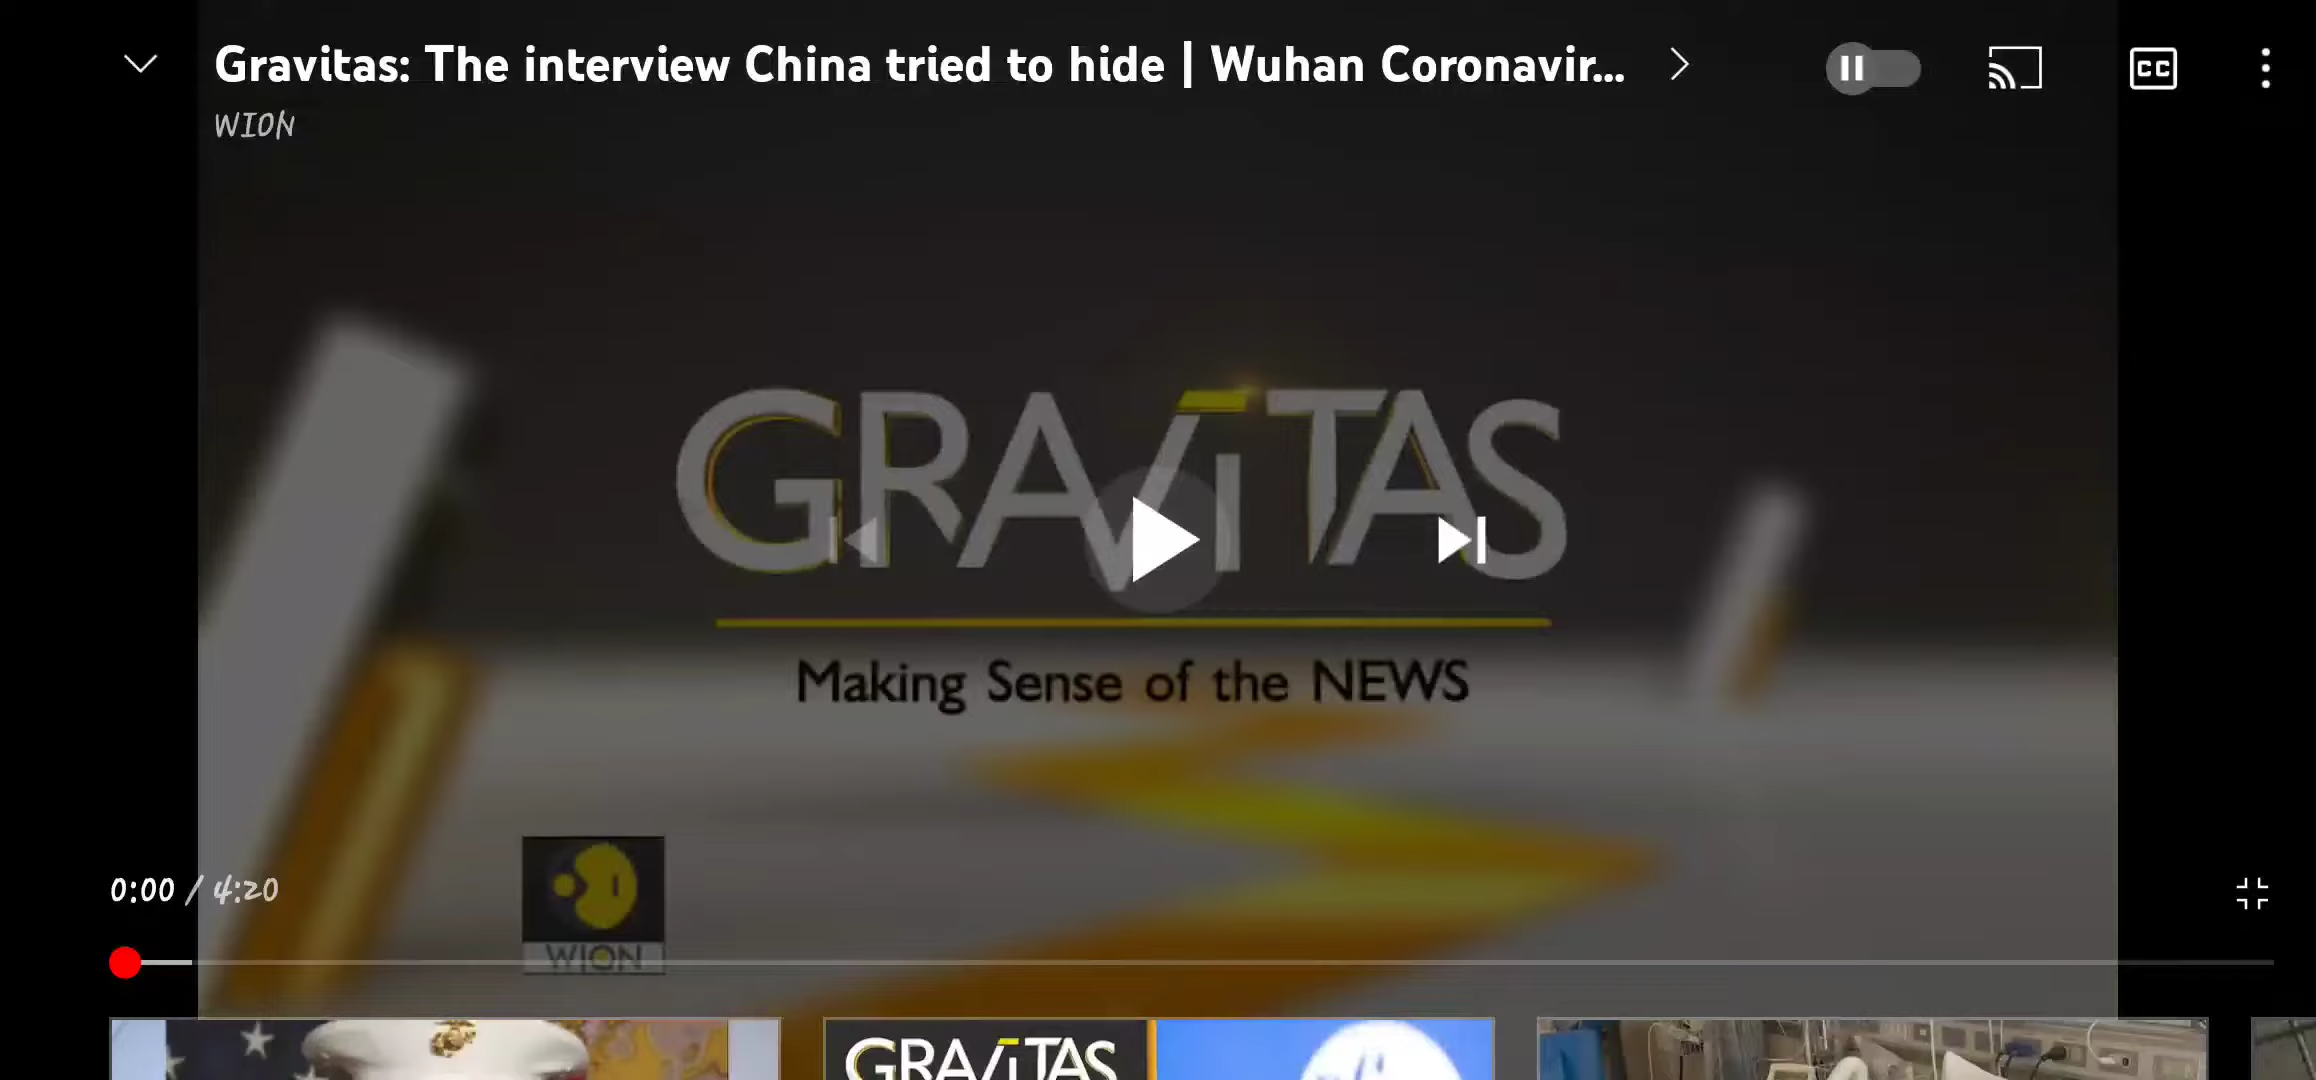 Gravitas: The interview China tried to hide | Wuhan Coronavir...
CC
WION
GRAVITAS
Making Sense of the NEWS
0:00 / 4:20
WION
GRAVITAS